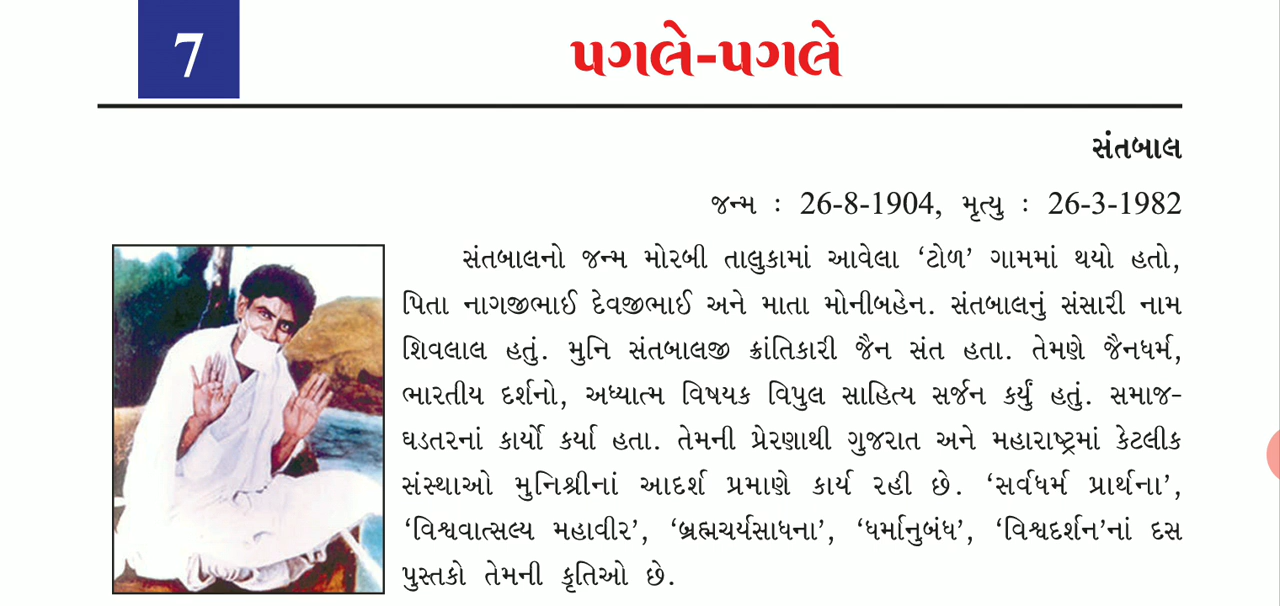 7
પગલે-પગલે
સંતબાલ
જન્મ : 26-8-1904, મૃત્યુ : 26-3-1982
સંતબાલનો જન્મ મોરબી તાલુકામાં આવેલા ‘ટોળ’ ગામમાં થયો હતો,
પિતા નાગજીભાઈ દેવજીભાઈ અને માતા મોનીબહેન. સંતબાલનું સંસારી નામ
શિવલાલ હતું. મુનિ સંતબાલજી ક્રાંતિકારી જૈન સંત હતા. તેમણે જૈનધર્મ,
ભારતીય દર્શનો, અધ્યાત્મ વિષયક વિપુલ સાહિત્ય સર્જન કર્યું હતું. સમાજ-
ઘડતરનાં કાર્યો કર્યા હતા. તેમની પ્રેરણાથી ગુજરાત અને મહારાષ્ટ્રમાં કેટલીક
સંસ્થાઓ મુનિશ્રીનાં આદર્શ પ્રમાણે કાર્ય રહી છે. ‘સર્વધર્મ પ્રાર્થના’,
‘વિશ્વવાત્સલ્ય મહાવીર’, ‘બ્રહ્મચર્યસાધના’, ‘ધર્માનુબંધ’, ‘વિશ્વદર્શન’નાં દસ
પુસ્તકો તેમની કૃતિઓ છે.